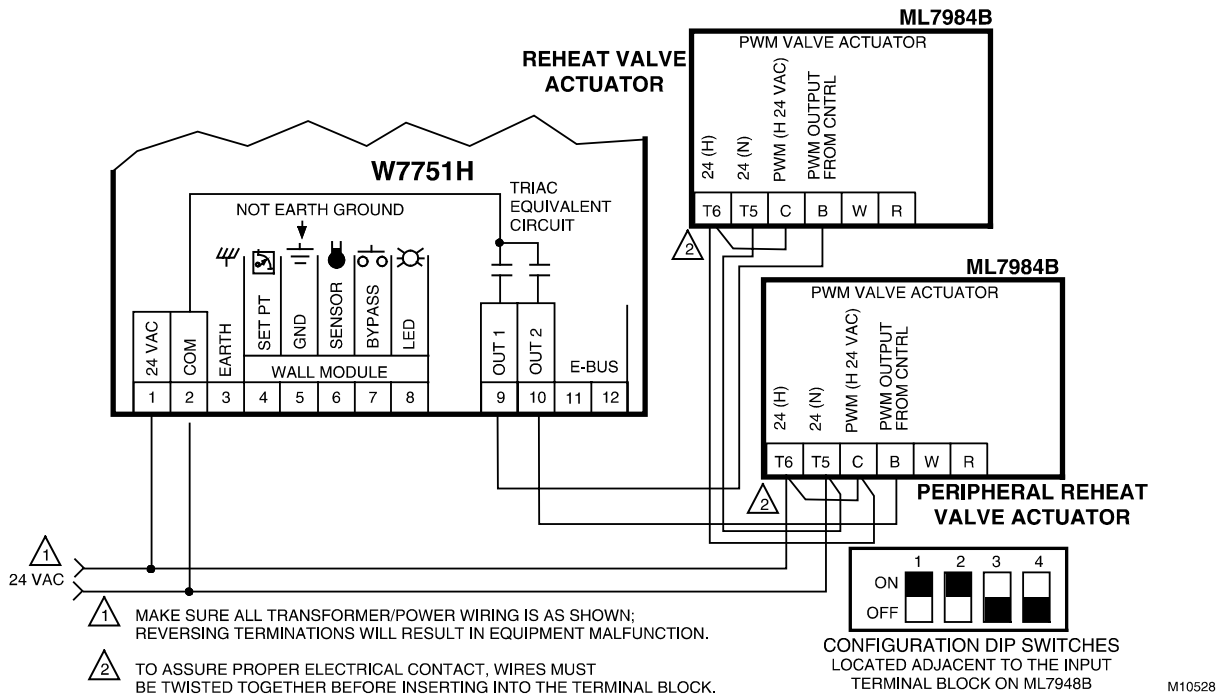 ML7984B
PWM VALVE ACTUATOR
REHEAT VALVE
ACTUATOR
24 (H)
24 (N)
PWM (H 24 VAC)
PWM OUTPUT
FROM CNTRL
T6 T5 C B W R
2
W7751H
TRIAC
EQUIVALENT
CIRCUIT
NOT EARTH GROUND
24 VAC
COM
EARTH
SET PT
GND
SENSOR
BYPASS
LED
WALL MODULE
OUT 1
OUT 2
E-BUS
1 2 3 4 5 6 7 8 9 10 11 12
ML7984B
PWM VALVE ACTUATOR
24 (H)
24 (N)
PWM (H 24 VAC)
PWM OUTPUT
FROM CNTRL
T6 T5 C B W R
2
PERIPHERAL REHEAT
VALVE ACTUATOR
1
24 VAC
1 2 3 4
ON
OFF
CONFIGURATION DIP SWITCHES
LOCATED ADJACENT TO THE INPUT
TERMINAL BLOCK ON ML7948B
1 MAKE SURE ALL TRANSFORMER/POWER WIRING IS AS SHOWN;
REVERSING TERMINATIONS WILL RESULT IN EQUIPMENT MALFUNCTION.
2 TO ASSURE PROPER ELECTRICAL CONTACT, WIRES MUST
BE TWISTED TOGETHER BEFORE INSERTING INTO THE TERMINAL BLOCK.
M10528